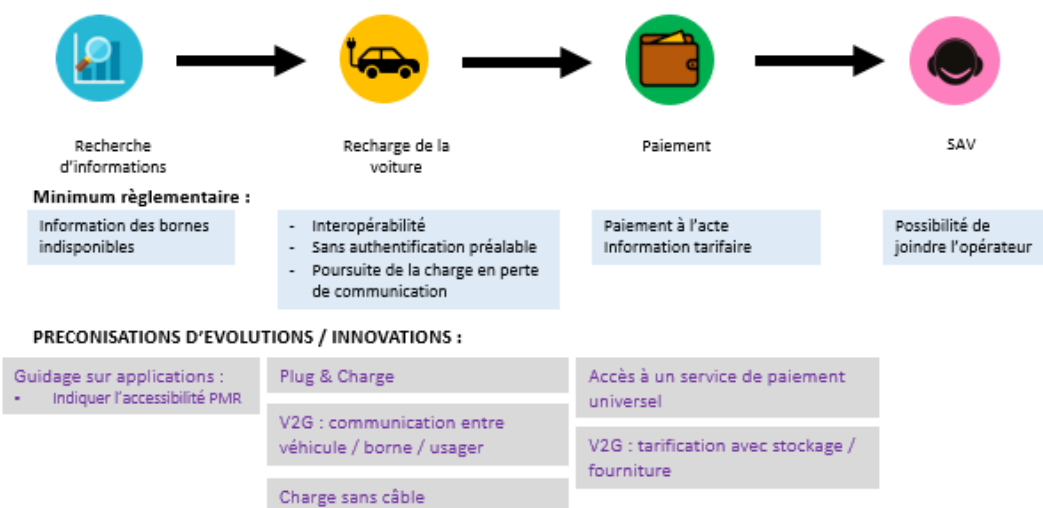 Recherche
d'informations
Recharge de la
voiture
Paiement
SAV
Minimum règlementaire :
Information des bornes
indisponibles
- Interopérabilité
- Sans authentification préalable
- Poursuite de la charge en perte
de communication
Paiement à l'acte
Information tarifaire
Possibilité de
joindre l'opérateur
PRECONISATIONS D'EVOLUTIONS / INNOVATIONS :
Guidage sur applications :
• Indiquer l'accessibilité PMR
Plug & Charge
V2G : communication entre
véhicule / borne / usager
Charge sans câble
Accès à un service de paiement
universel
V2G : tarification avec stockage /
fourniture